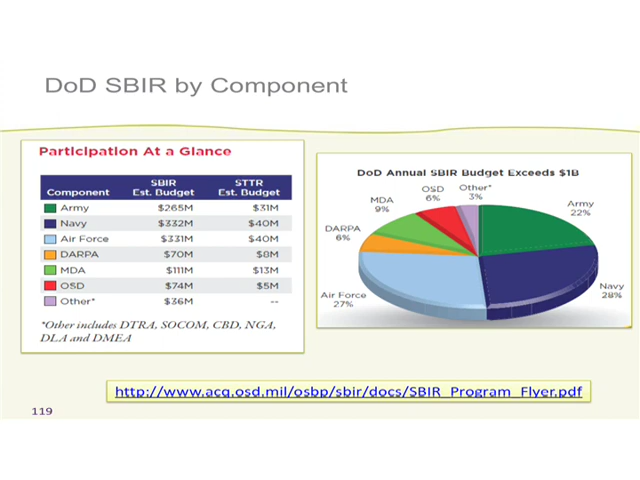 DoD SBIR by Component
Participation At a Glance
Component SBIR Est. Budget STTR Est. Budget
Army $265M $31M
Navy $332M $40M
Air Force $331M $40M
DARPA $70M $8M
MDA $111M $13M
OSD $74M $5M
Other* $36M --
*Other includes DTRA, SOCOM, CBD, NGA,
DLA and DMEA
DoD Annual SBIR Budget Exceeds $1B
Army
22%
Navy
28%
Air Force
27%
DARPA
6%
MDA
9%
OSD
6%
Other*
3%
http://www.acq.osd.mil/osbp/sbir/docs/SBIR_Program_Flyer.pdf
119